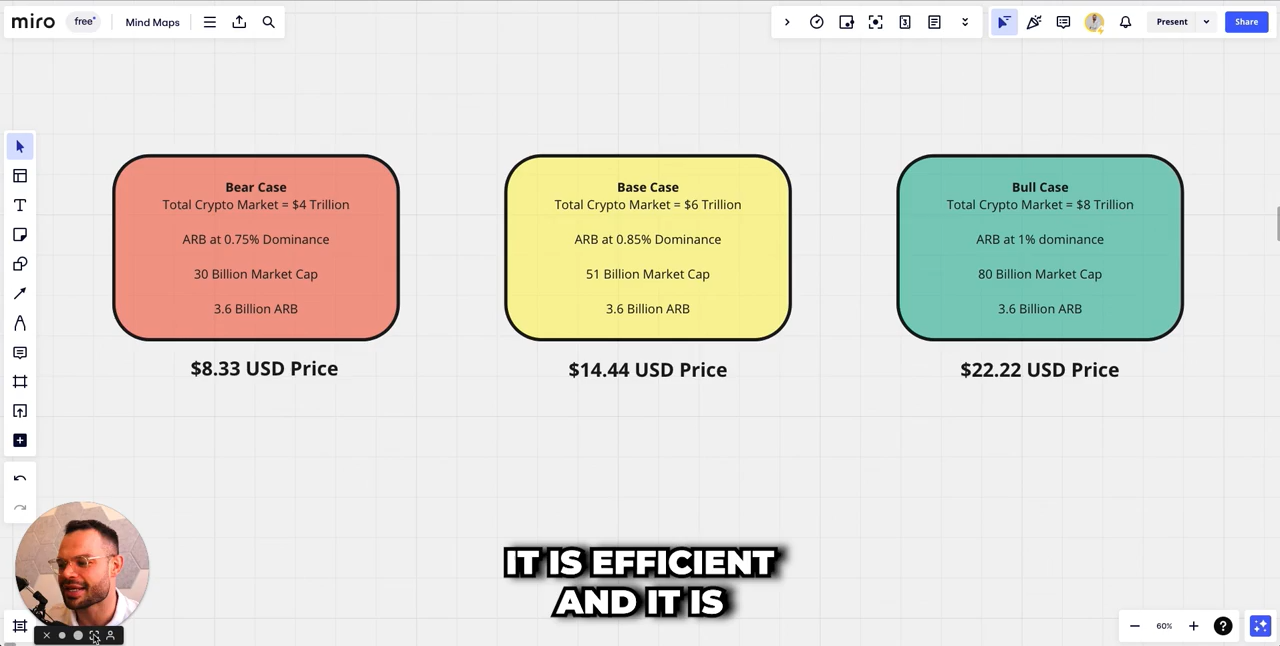 miro free Mind Maps
3
Present
Share
Bear Case
Total Crypto Market = $4 Trillion
ARB at 0.75% Dominance
30 Billion Market Cap
3.6 Billion ARB
$8.33 USD Price
Base Case
Total Crypto Market = $6 Trillion
ARB at 0.85% Dominance
51 Billion Market Cap
3.6 Billion ARB
$14.44 USD Price
Bull Case
Total Crypto Market = $8 Trillion
ARB at 1% dominance
80 Billion Market Cap
3.6 Billion ARB
$22.22 USD Price
IT IS EFFICIENT
AND IT IS
60%
?